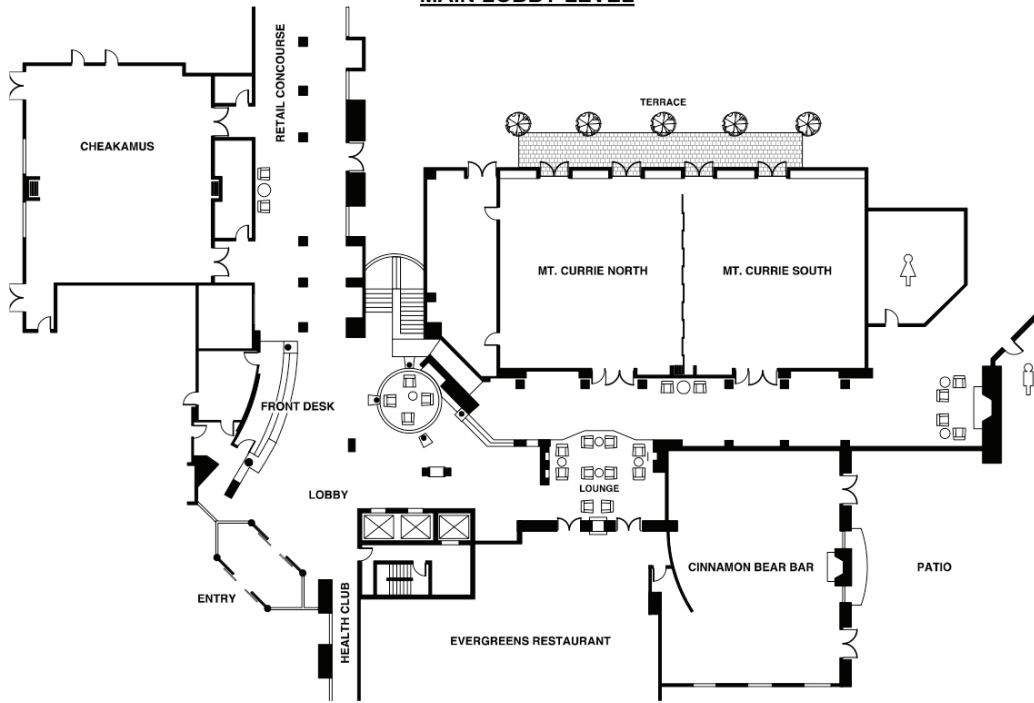 MAIN LOBBY LEVEL
RETAIL CONCOURSE
TERRACE
CHEAKAMUS
MT. CURRIE NORTH
MT. CURRIE SOUTH
FRONT DESK
LOBBY
LOUNGE
CINNAMON BEAR BAR
PATIO
ENTRY
HEALTH CLUB
EVERGREENS RESTAURANT